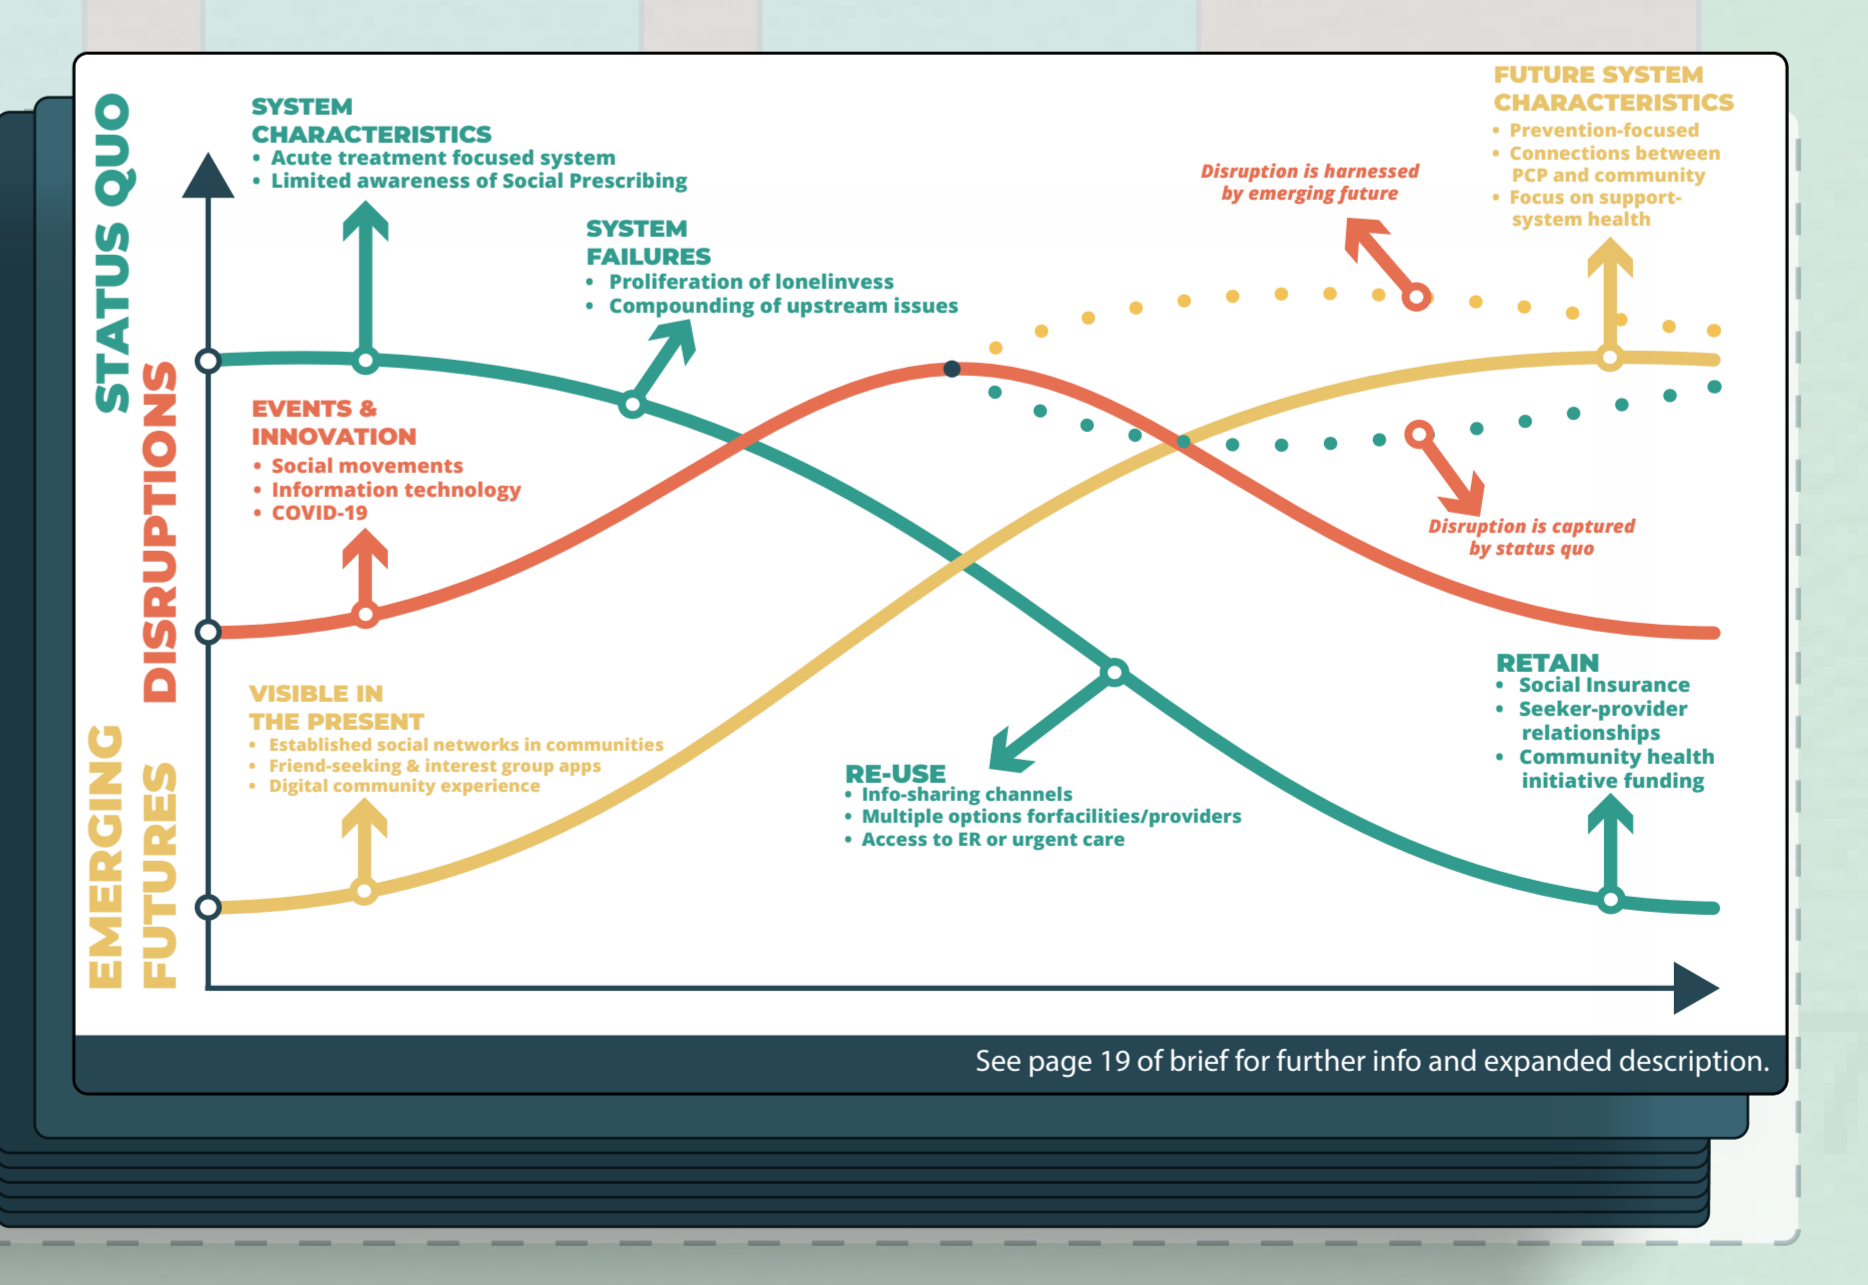 STATUS QUO
DISRUPTIONS
EMERGING
FUTURES
SYSTEM
CHARACTERISTICS
• Acute treatment focused system
• Limited awareness of Social Prescribing
SYSTEM
FAILURES
• Proliferation of lonelinvess
• Compounding of upstream issues
EVENTS &
INNOVATION
• Social movements
• Information technology
• COVID-19
VISIBLE IN
THE PRESENT
• Established social networks in communities
• Friend-seeking & interest group apps
• Digital community experience
Disruption is harnessed
by emerging future
FUTURE SYSTEM
CHARACTERISTICS
• Prevention-focused
• Connections between
PCP and community
• Focus on support-
system health
Disruption is captured
by status quo
RE-USE
• Info-sharing channels
• Multiple options forfacilities/providers
• Access to ER or urgent care
RETAIN
• Social Insurance
• Seeker-provider
relationships
• Community health
initiative funding
See page 19 of brief for further info and expanded description.